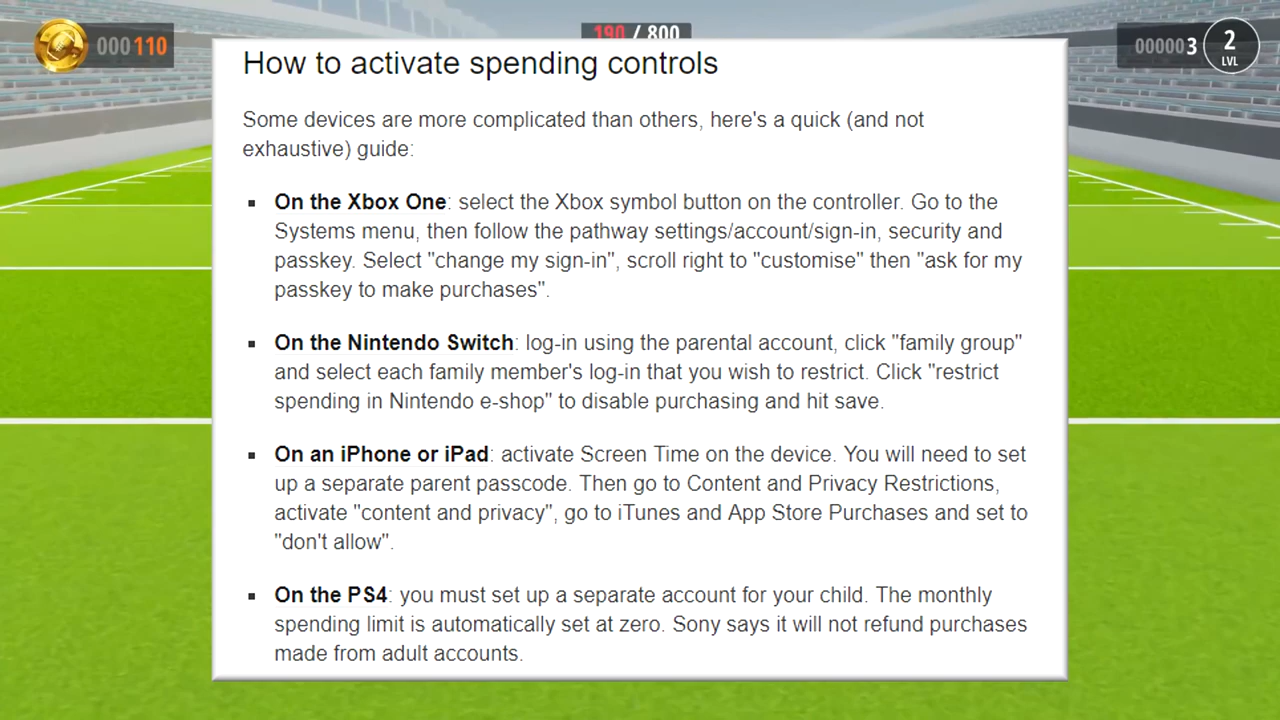 000110
190 / 800
000003
2
LVL
How to activate spending controls
Some devices are more complicated than others, here's a quick (and not
exhaustive) guide:
▪ On the Xbox One: select the Xbox symbol button on the controller. Go to the
Systems menu, then follow the pathway settings/account/sign-in, security and
passkey. Select "change my sign-in", scroll right to "customise" then "ask for my
passkey to make purchases".
▪ On the Nintendo Switch: log-in using the parental account, click "family group"
and select each family member's log-in that you wish to restrict. Click "restrict
spending in Nintendo e-shop" to disable purchasing and hit save.
▪ On an iPhone or iPad: activate Screen Time on the device. You will need to set
up a separate parent passcode. Then go to Content and Privacy Restrictions,
activate "content and privacy", go to iTunes and App Store Purchases and set to
"don't allow".
▪ On the PS4: you must set up a separate account for your child. The monthly
spending limit is automatically set at zero. Sony says it will not refund purchases
made from adult accounts.